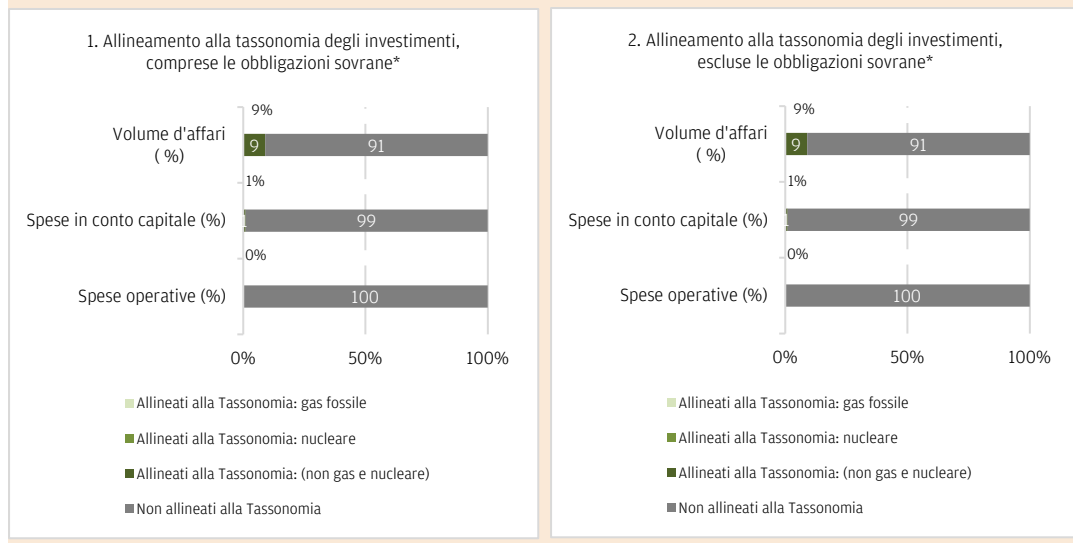 1. Allineamento alla tassonomia degli investimenti,
comprese le obbligazioni sovrane*
9%
Volume d'affari
( %)
9 91
1%
Spese in conto capitale (%)
1 99
0%
Spese operative (%)
100
0% 50% 100%
Allineati alla Tassonomia: gas fossile
Allineati alla Tassonomia: nucleare
Allineati alla Tassonomia: (non gas e nucleare)
Non allineati alla Tassonomia
2. Allineamento alla tassonomia degli investimenti,
escluse le obbligazioni sovrane*
9%
Volume d'affari
( %)
9 91
1%
Spese in conto capitale (%)
1 99
0%
Spese operative (%)
100
0% 50% 100%
Allineati alla Tassonomia: gas fossile
Allineati alla Tassonomia: nucleare
Allineati alla Tassonomia: (non gas e nucleare)
Non allineati alla Tassonomia